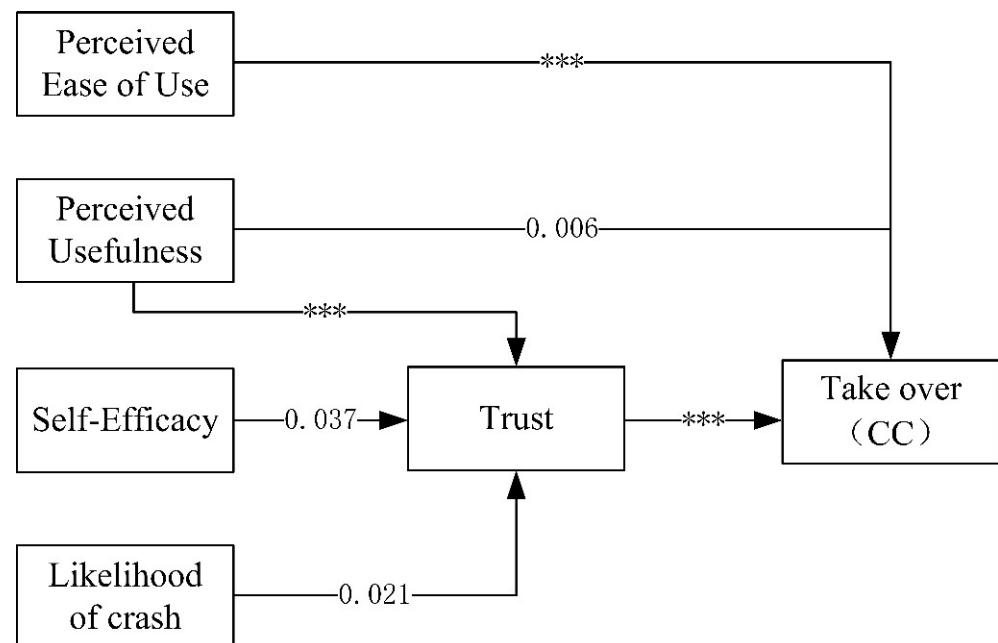 Perceived
Ease of Use
***
Perceived
Usefulness
0.006
***
Self-Efficacy
0.037
Trust
***
Take over
（CC）
Likelihood
of crash
0.021